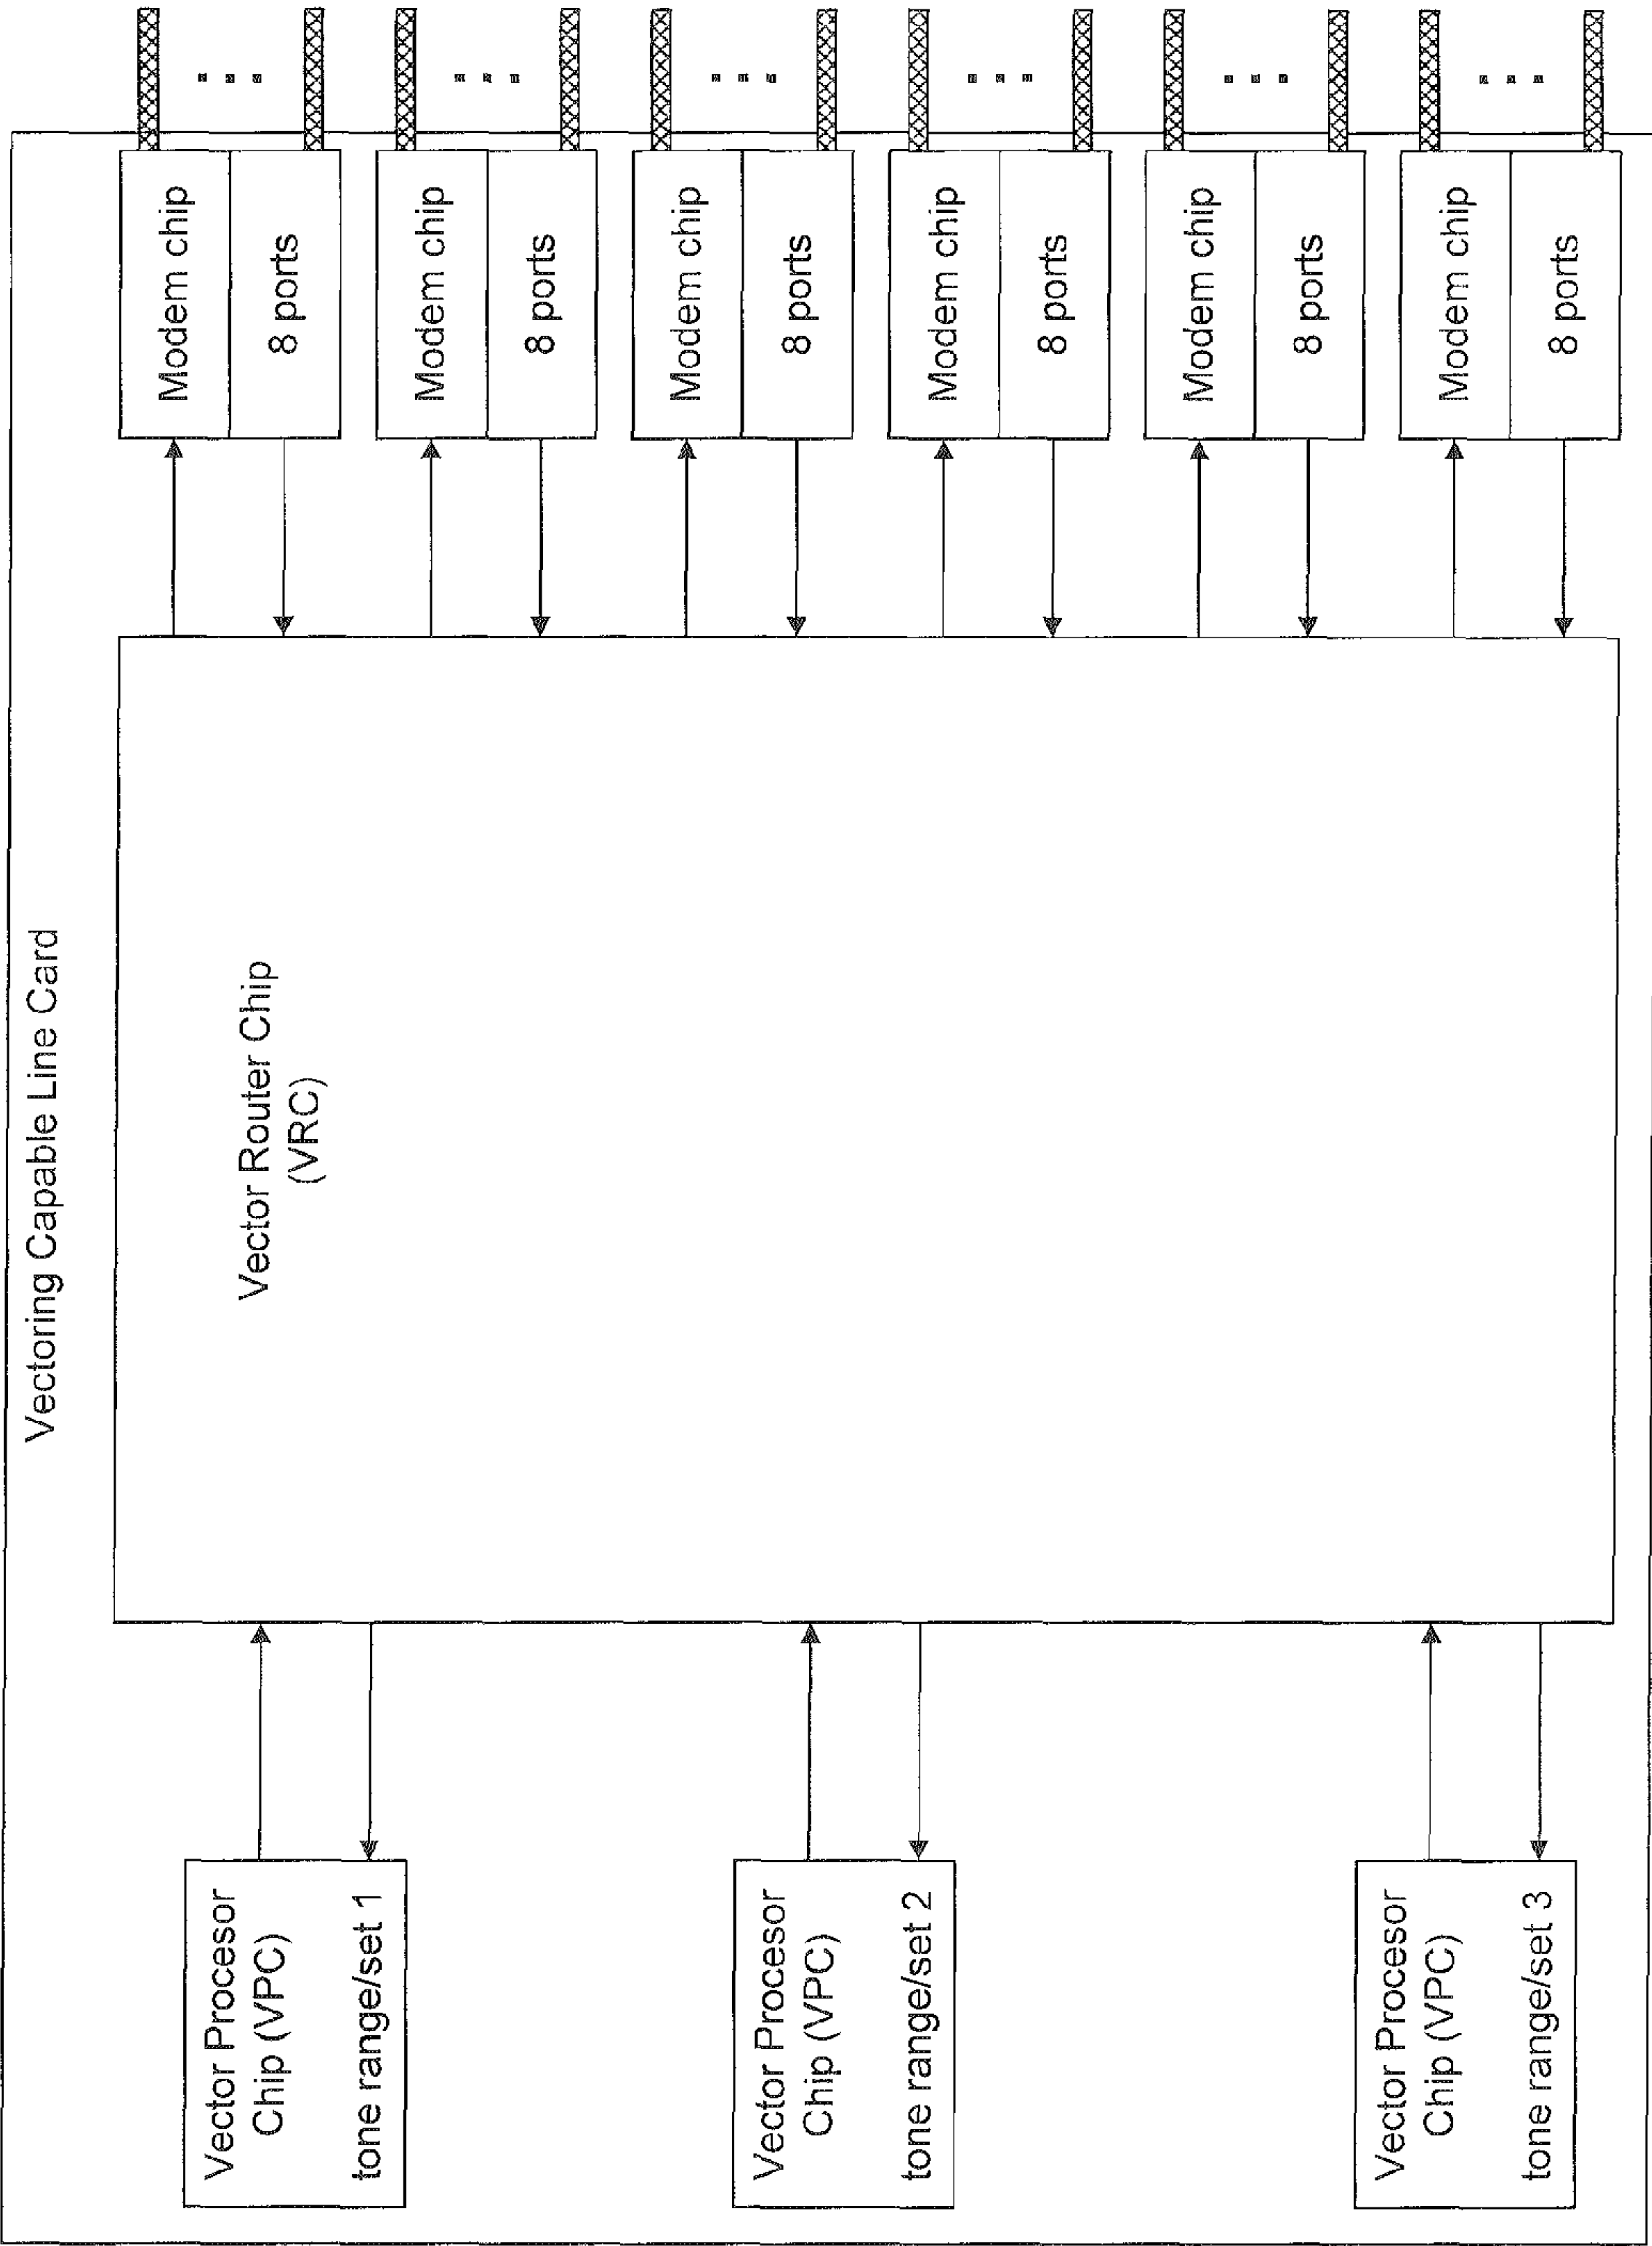 Vectoring Capable Line Card
Vector Procesor
Chip (VPC)
tone range/set 1
Vector Procesor
Chip (VPC)
tone range/set 2
Vector Procesor
Chip (VPC)
tone range/set 3
Vector Router Chip
(VRC)
Modem chip
8 ports
Modem chip
8 ports
Modem chip
8 ports
Modem chip
8 ports
Modem chip
8 ports
Modem chip
8 ports